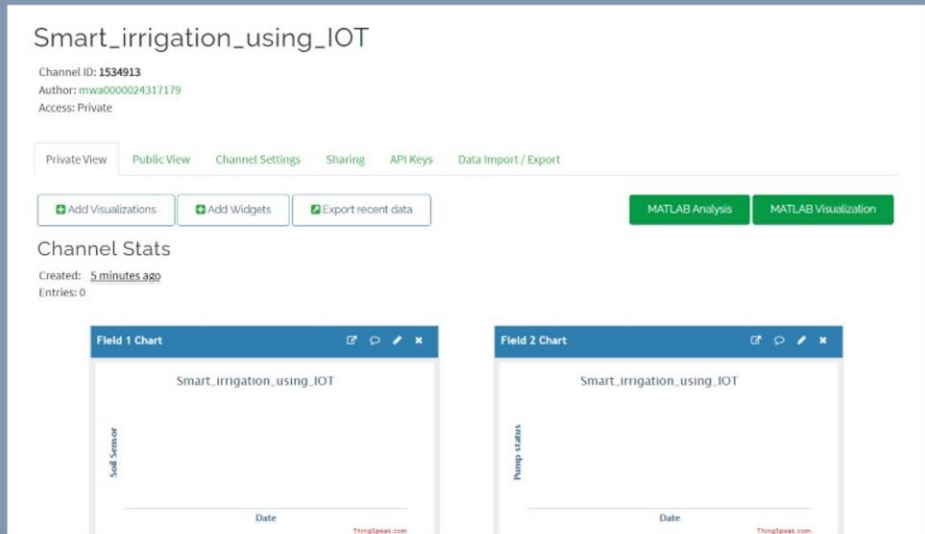 Smart_irrigation_using_IOT
Channel ID: 1534913
Author: mwa0000024317179
Access: Private
Private View Public View Channel Settings Sharing API Keys Data Import / Export
Add Visualizations Add Widgets Export recent data MATLAB Analysis MATLAB Visualization
Channel Stats
Created: 5 minutes ago
Entries: 0
Field 1 Chart
Smart_irrigation_using_IOT
Soil Sensor
Date
ThingSpeak.com
Field 2 Chart
Smart_irrigation_using_IOT
Pump status
Date
ThingSpeak.com